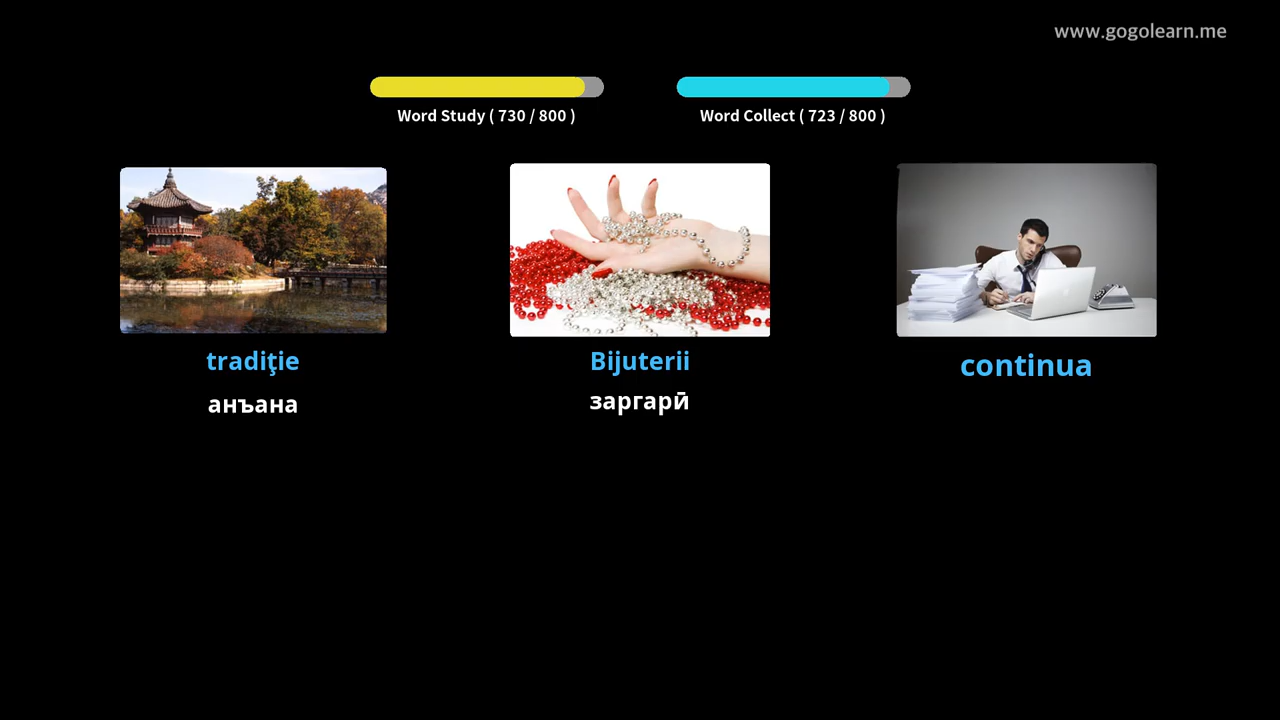 www.gogolearn.me
Word Study ( 730 / 800 )
Word Collect ( 723 / 800 )
tradiţie
Bijuterii
continua
анъана
заргарӣ